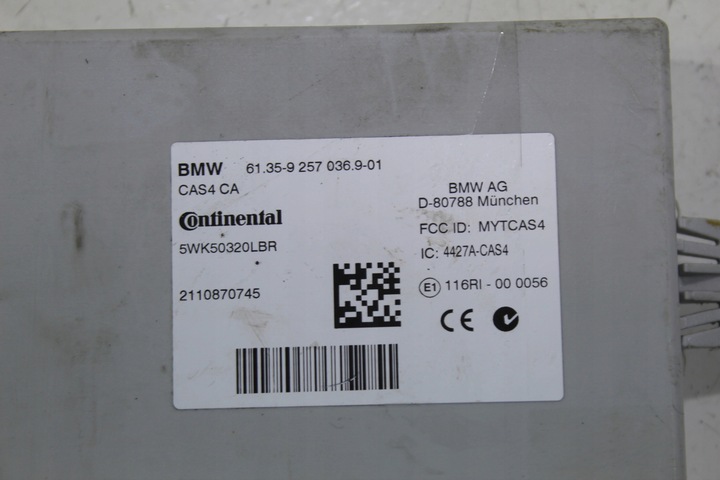 BMW 61.35-9 257 036.9-01
CAS4 CA
BMW AG
D-80788 München
Continental
FCC ID: MYTCAS4
5WK50320LBR
IC: 4427A-CAS4
2110870745
E1 116RI - 00 0056
CE